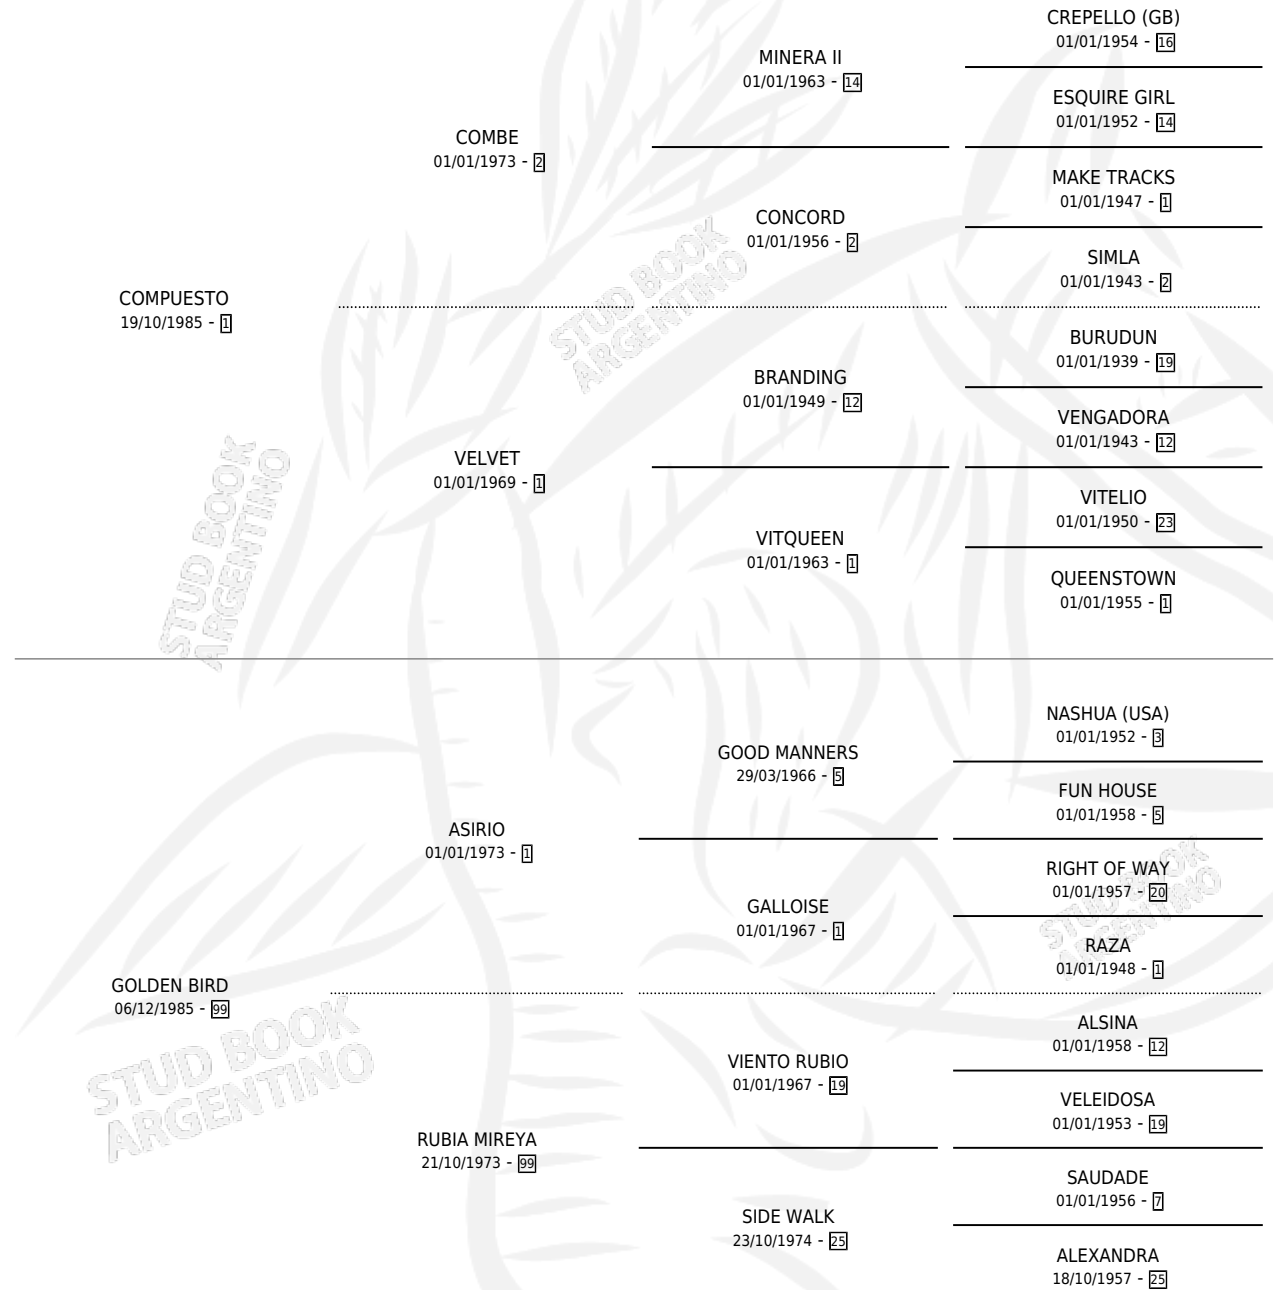 CREPELLO (GB)
01/01/1954 - 16
MINERA II
01/01/1963 - 14
ESQUIRE GIRL
01/01/1952 - 14
COMBE
01/01/1973 - 2
MAKE TRACKS
01/01/1947 - 1
CONCORD
01/01/1956 - 2
SIMLA
01/01/1943 - 2
COMPUESTO
19/10/1985 - 1
BURUDUN
01/01/1939 - 19
BRANDING
01/01/1949 - 12
VENGADORA
01/01/1943 - 12
VELVET
01/01/1969 - 1
VITELIO
01/01/1950 - 23
VITQUEEN
01/01/1963 - 1
QUEENSTOWN
01/01/1955 - 1
NASHUA (USA)
01/01/1952 - 3
GOOD MANNERS
29/03/1966 - 5
FUN HOUSE
01/01/1958 - 5
ASIRIO
01/01/1973 - 1
RIGHT OF WAY
01/01/1957 - 20
GALLOISE
01/01/1967 - 1
RAZA
01/01/1948 - 1
GOLDEN BIRD
06/12/1985 - 99
ALSINA
01/01/1958 - 12
VIENTO RUBIO
01/01/1967 - 19
VELEIDOSA
01/01/1953 - 19
RUBIA MIREYA
21/10/1973 - 99
SAUDADE
01/01/1956 - 7
SIDE WALK
23/10/1974 - 25
ALEXANDRA
18/10/1957 - 25
STUD BOOK
ARGENTINO
STUD BOOK
ARGENTINO
STUD BOOK
ARGENTINO
STUD BOOK
ARGENTINO